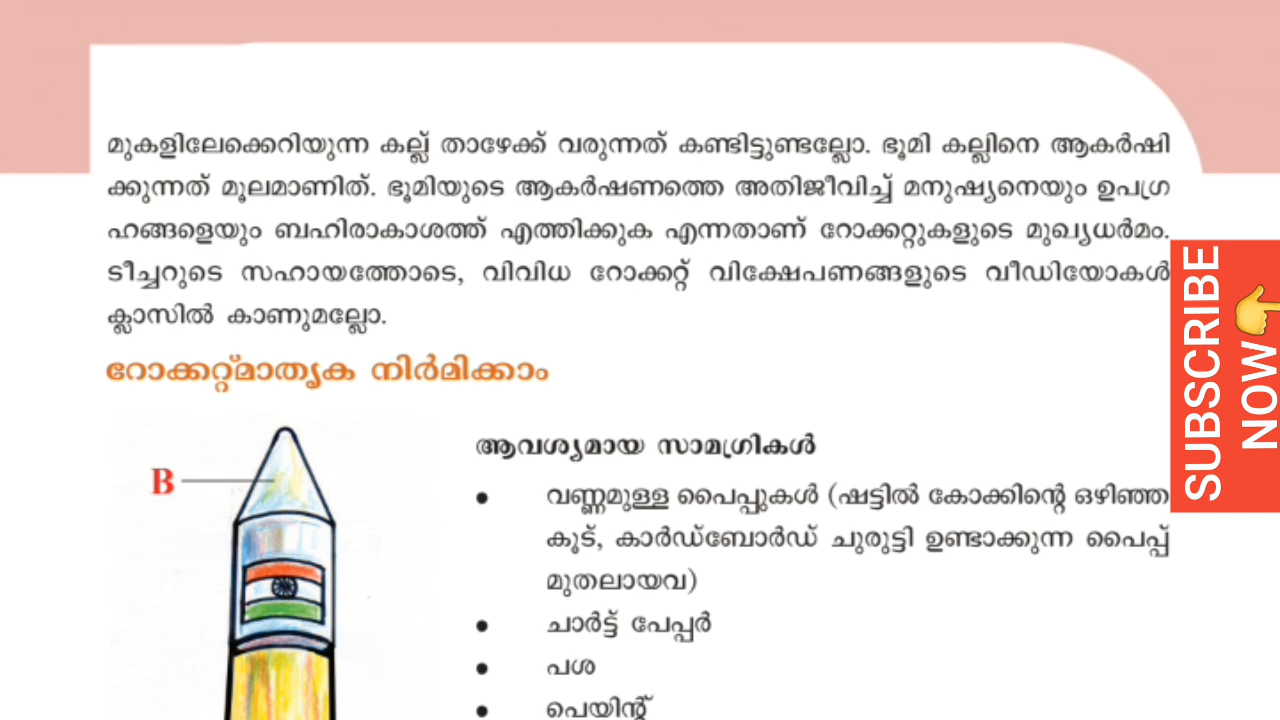 മുകളിലേക്കെറിയുന്ന കല്ല് താഴേക്ക് വരുന്നത് കണ്ടിട്ടുണ്ടല്ലോ. ഭൂമി കല്ലിനെ ആകർഷി
ക്കുന്നത് മൂലമാണിത്. ഭൂമിയുടെ ആകർഷണത്തെ അതിജീവിച്ച് മനുഷ്യനെയും ഉപഗ്ര
ഹങ്ങളെയും ബഹിരാകാശത്ത് എത്തിക്കുക എന്നതാണ് റോക്കറ്റുകളുടെ മുഖ്യധർമം.
ടീച്ചറുടെ സഹായത്തോടെ, വിവിധ റോക്കറ്റ് വിക്ഷേപണങ്ങളുടെ വീഡിയോകൾ
ക്ലാസിൽ കാണുമല്ലോ.
റോക്കറ്റ്മാതൃക നിർമിക്കാം
B
ആവശ്യമായ സാമഗ്രികൾ
• വണ്ണമുള്ള പൈപ്പുകൾ (ഷട്ടിൽ കോക്കിന്റെ ഒഴിഞ്ഞ
കൂട്, കാർഡ്ബോർഡ് ചുരുട്ടി ഉണ്ടാക്കുന്ന പൈപ്പ്
മുതലായവ)
• ചാർട്ട് പേപ്പർ
• പശ
• പെയിന്റ്
SUBSCRIBE
NOW👉